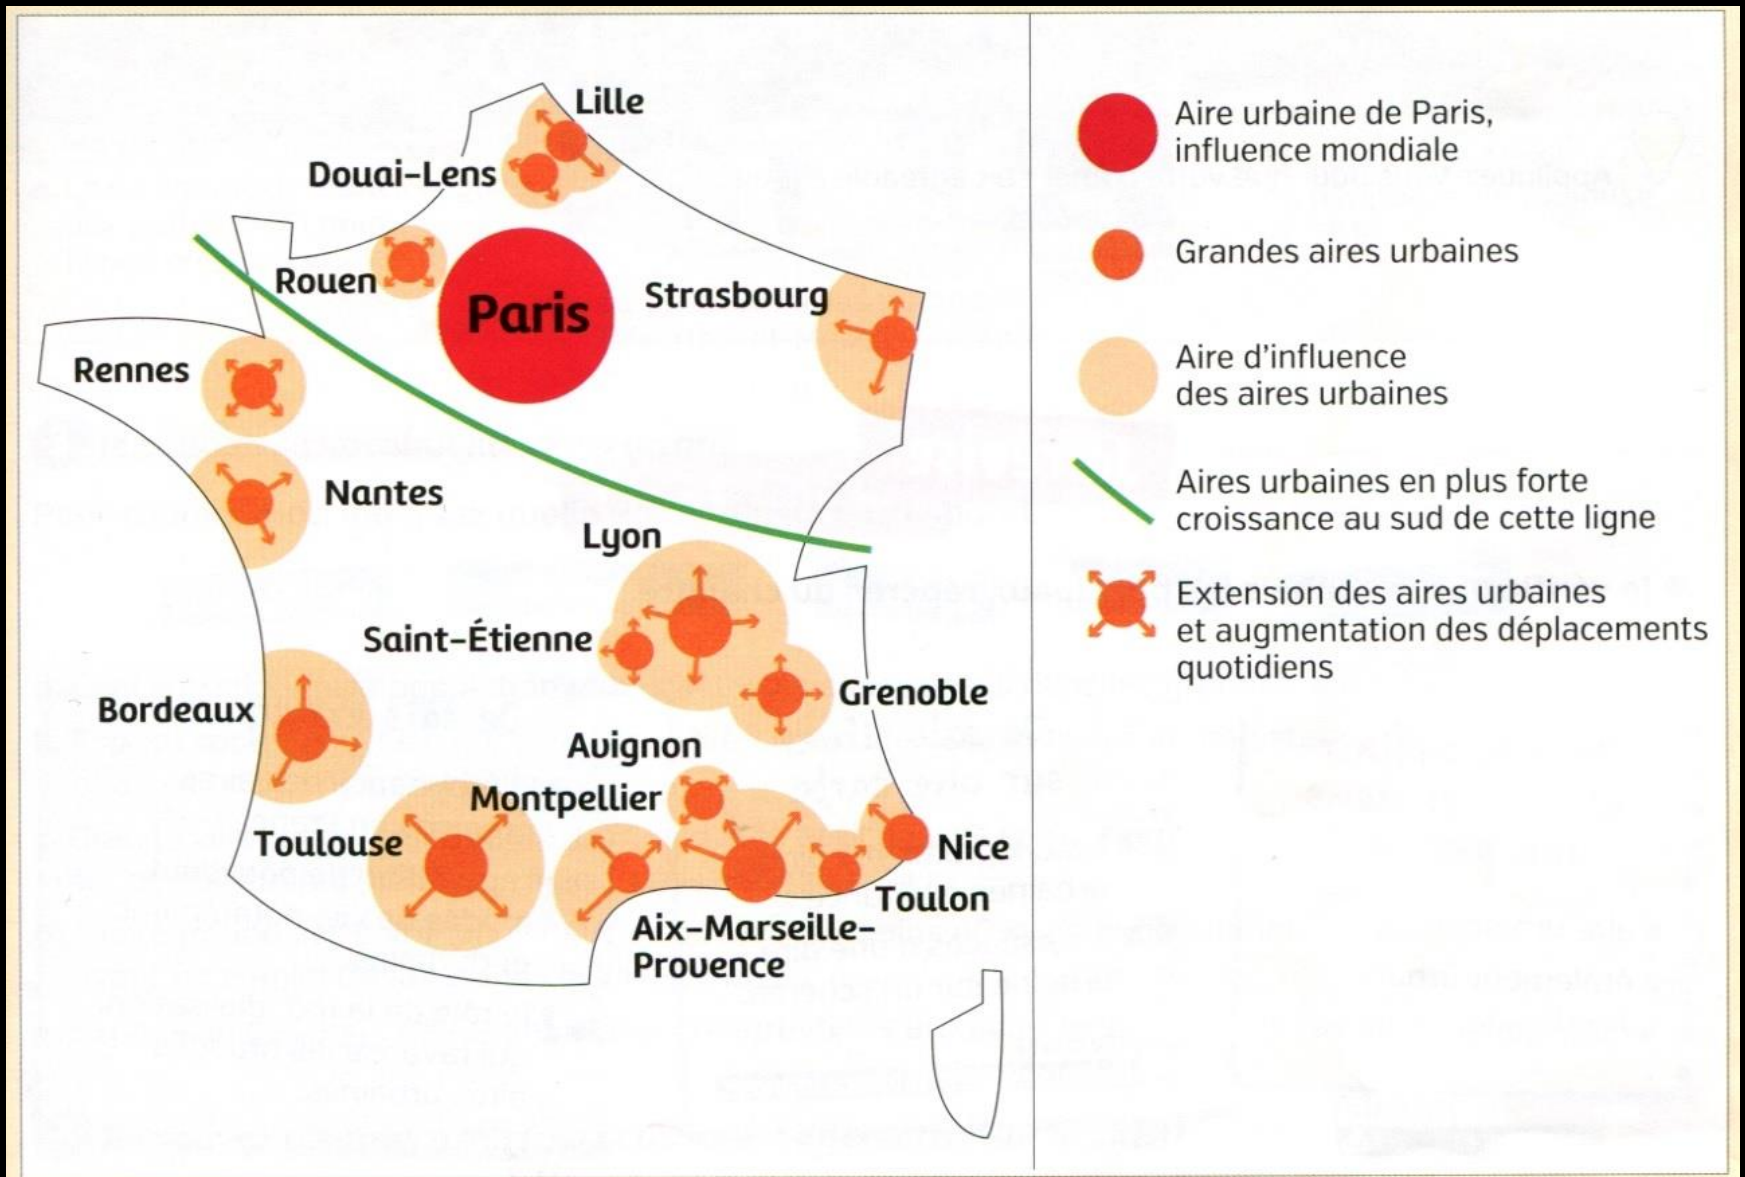 Lille
Douai-Lens
Rouen
Paris
Strasbourg
Rennes
Nantes
Lyon
Saint-Étienne
Grenoble
Bordeaux
Avignon
Montpellier
Toulouse
Nice
Toulon
Aix-Marseille-
Provence
Aire urbaine de Paris,
influence mondiale
Grandes aires urbaines
Aire d'influence
des aires urbaines
Aires urbaines en plus forte
croissance au sud de cette ligne
Extension des aires urbaines
et augmentation des déplacements
quotidiens